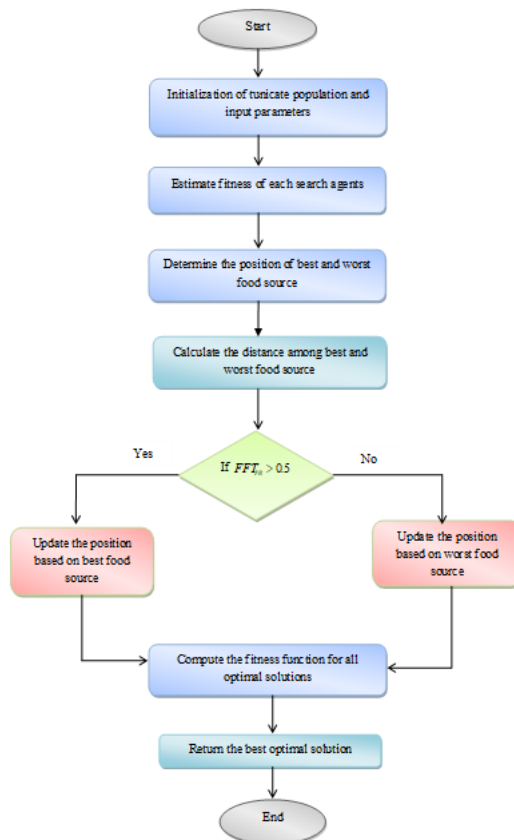 Start
Initialization of tunicate population and
input parameters
Estimate fitness of each search agents
Determine the position of best and worst
food source
Calculate the distance among best and
worst food source
Yes
If FFT > 0.5
No
Update the position
based on best food
source
Update the position
based on worst food
source
Compute the fitness function for all
optimal solutions
Return the best optimal solution
End